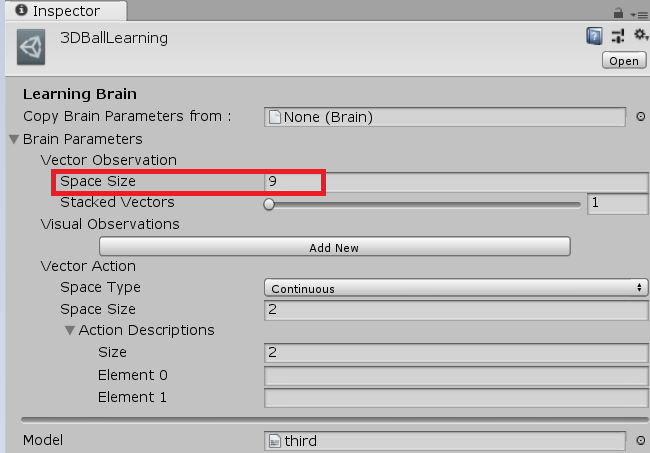 Inspector
3DBallLearning
Open
Learning Brain
Copy Brain Parameters from : None (Brain)
Brain Parameters
Vector Observation
Space Size 9
Stacked Vectors 1
Visual Observations
Add New
Vector Action
Space Type Continuous
Space Size 2
Action Descriptions
Size 2
Element 0
Element 1
Model third